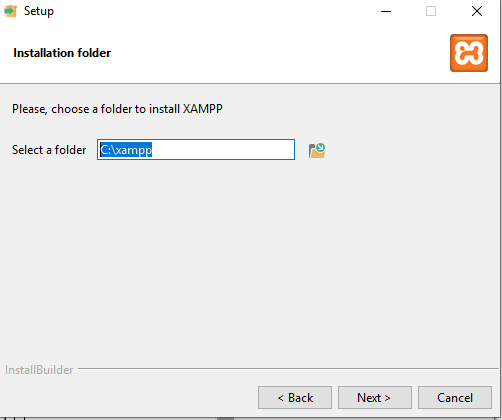 Setup
Installation folder
Please, choose a folder to install XAMPP
Select a folder C:\xampp
InstallBuilder
< Back Next > Cancel